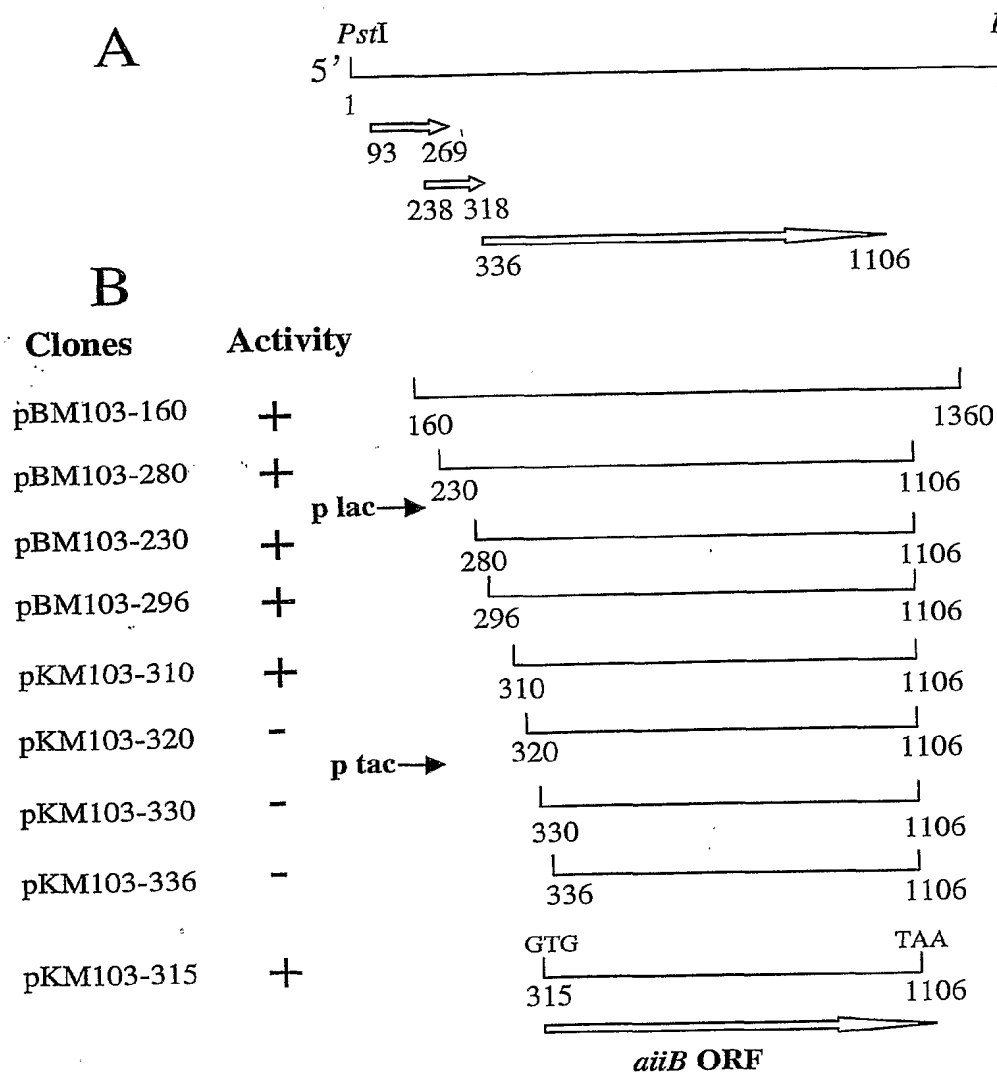 A
PstI
5'
1
93 269
238 318
336 1106
B
Clones Activity
pBM103-160 +
160 1360
pBM103-280 +
230 1106
p lac
pBM103-230 +
280 1106
pBM103-296 +
296 1106
pKM103-310 +
310 1106
pKM103-320 -
320 1106
p tac
pKM103-330 -
330 1106
pKM103-336 -
336 1106
GTG TAA
pKM103-315 +
315 1106
aiiB ORF